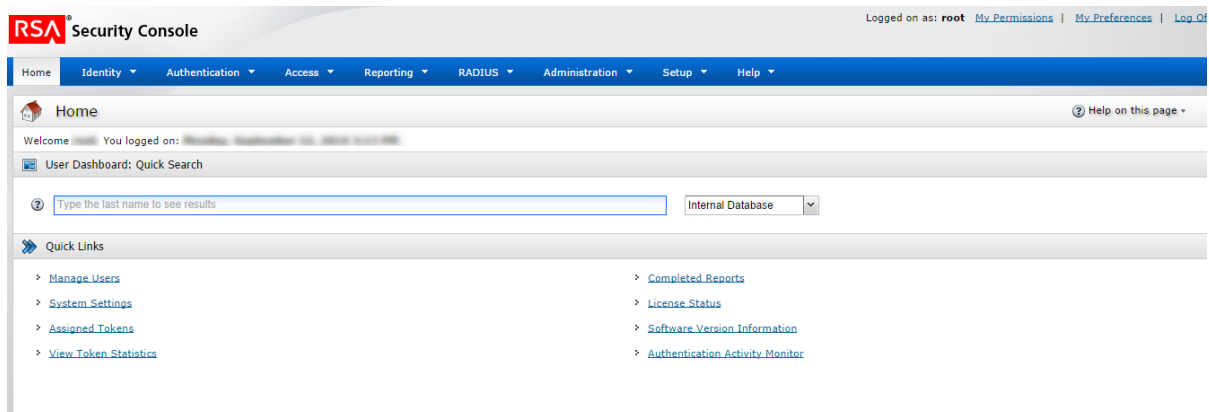 RSA® Security Console
Logged on as: root My Permissions | My Preferences | Log Of
Home Identity Authentication Access Reporting RADIUS Administration Setup Help
Home
Help on this page
Welcome You logged on:
User Dashboard: Quick Search
Type the last name to see results Internal Database
Quick Links
Manage Users
System Settings
Assigned Tokens
View Token Statistics
Completed Reports
License Status
Software Version Information
Authentication Activity Monitor